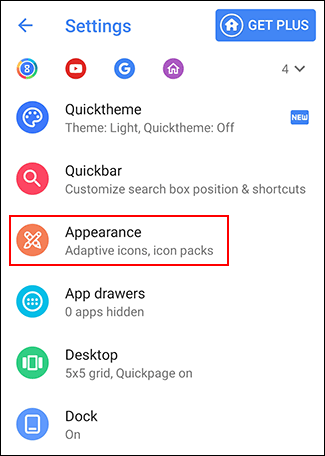 Settings
GET PLUS
8
4
Quicktheme
Theme: Light, Quicktheme: Off
NEW
Quickbar
Customize search box position & shortcuts
Appearance
Adaptive icons, icon packs
App drawers
0 apps hidden
Desktop
5x5 grid, Quickpage on
Dock
On